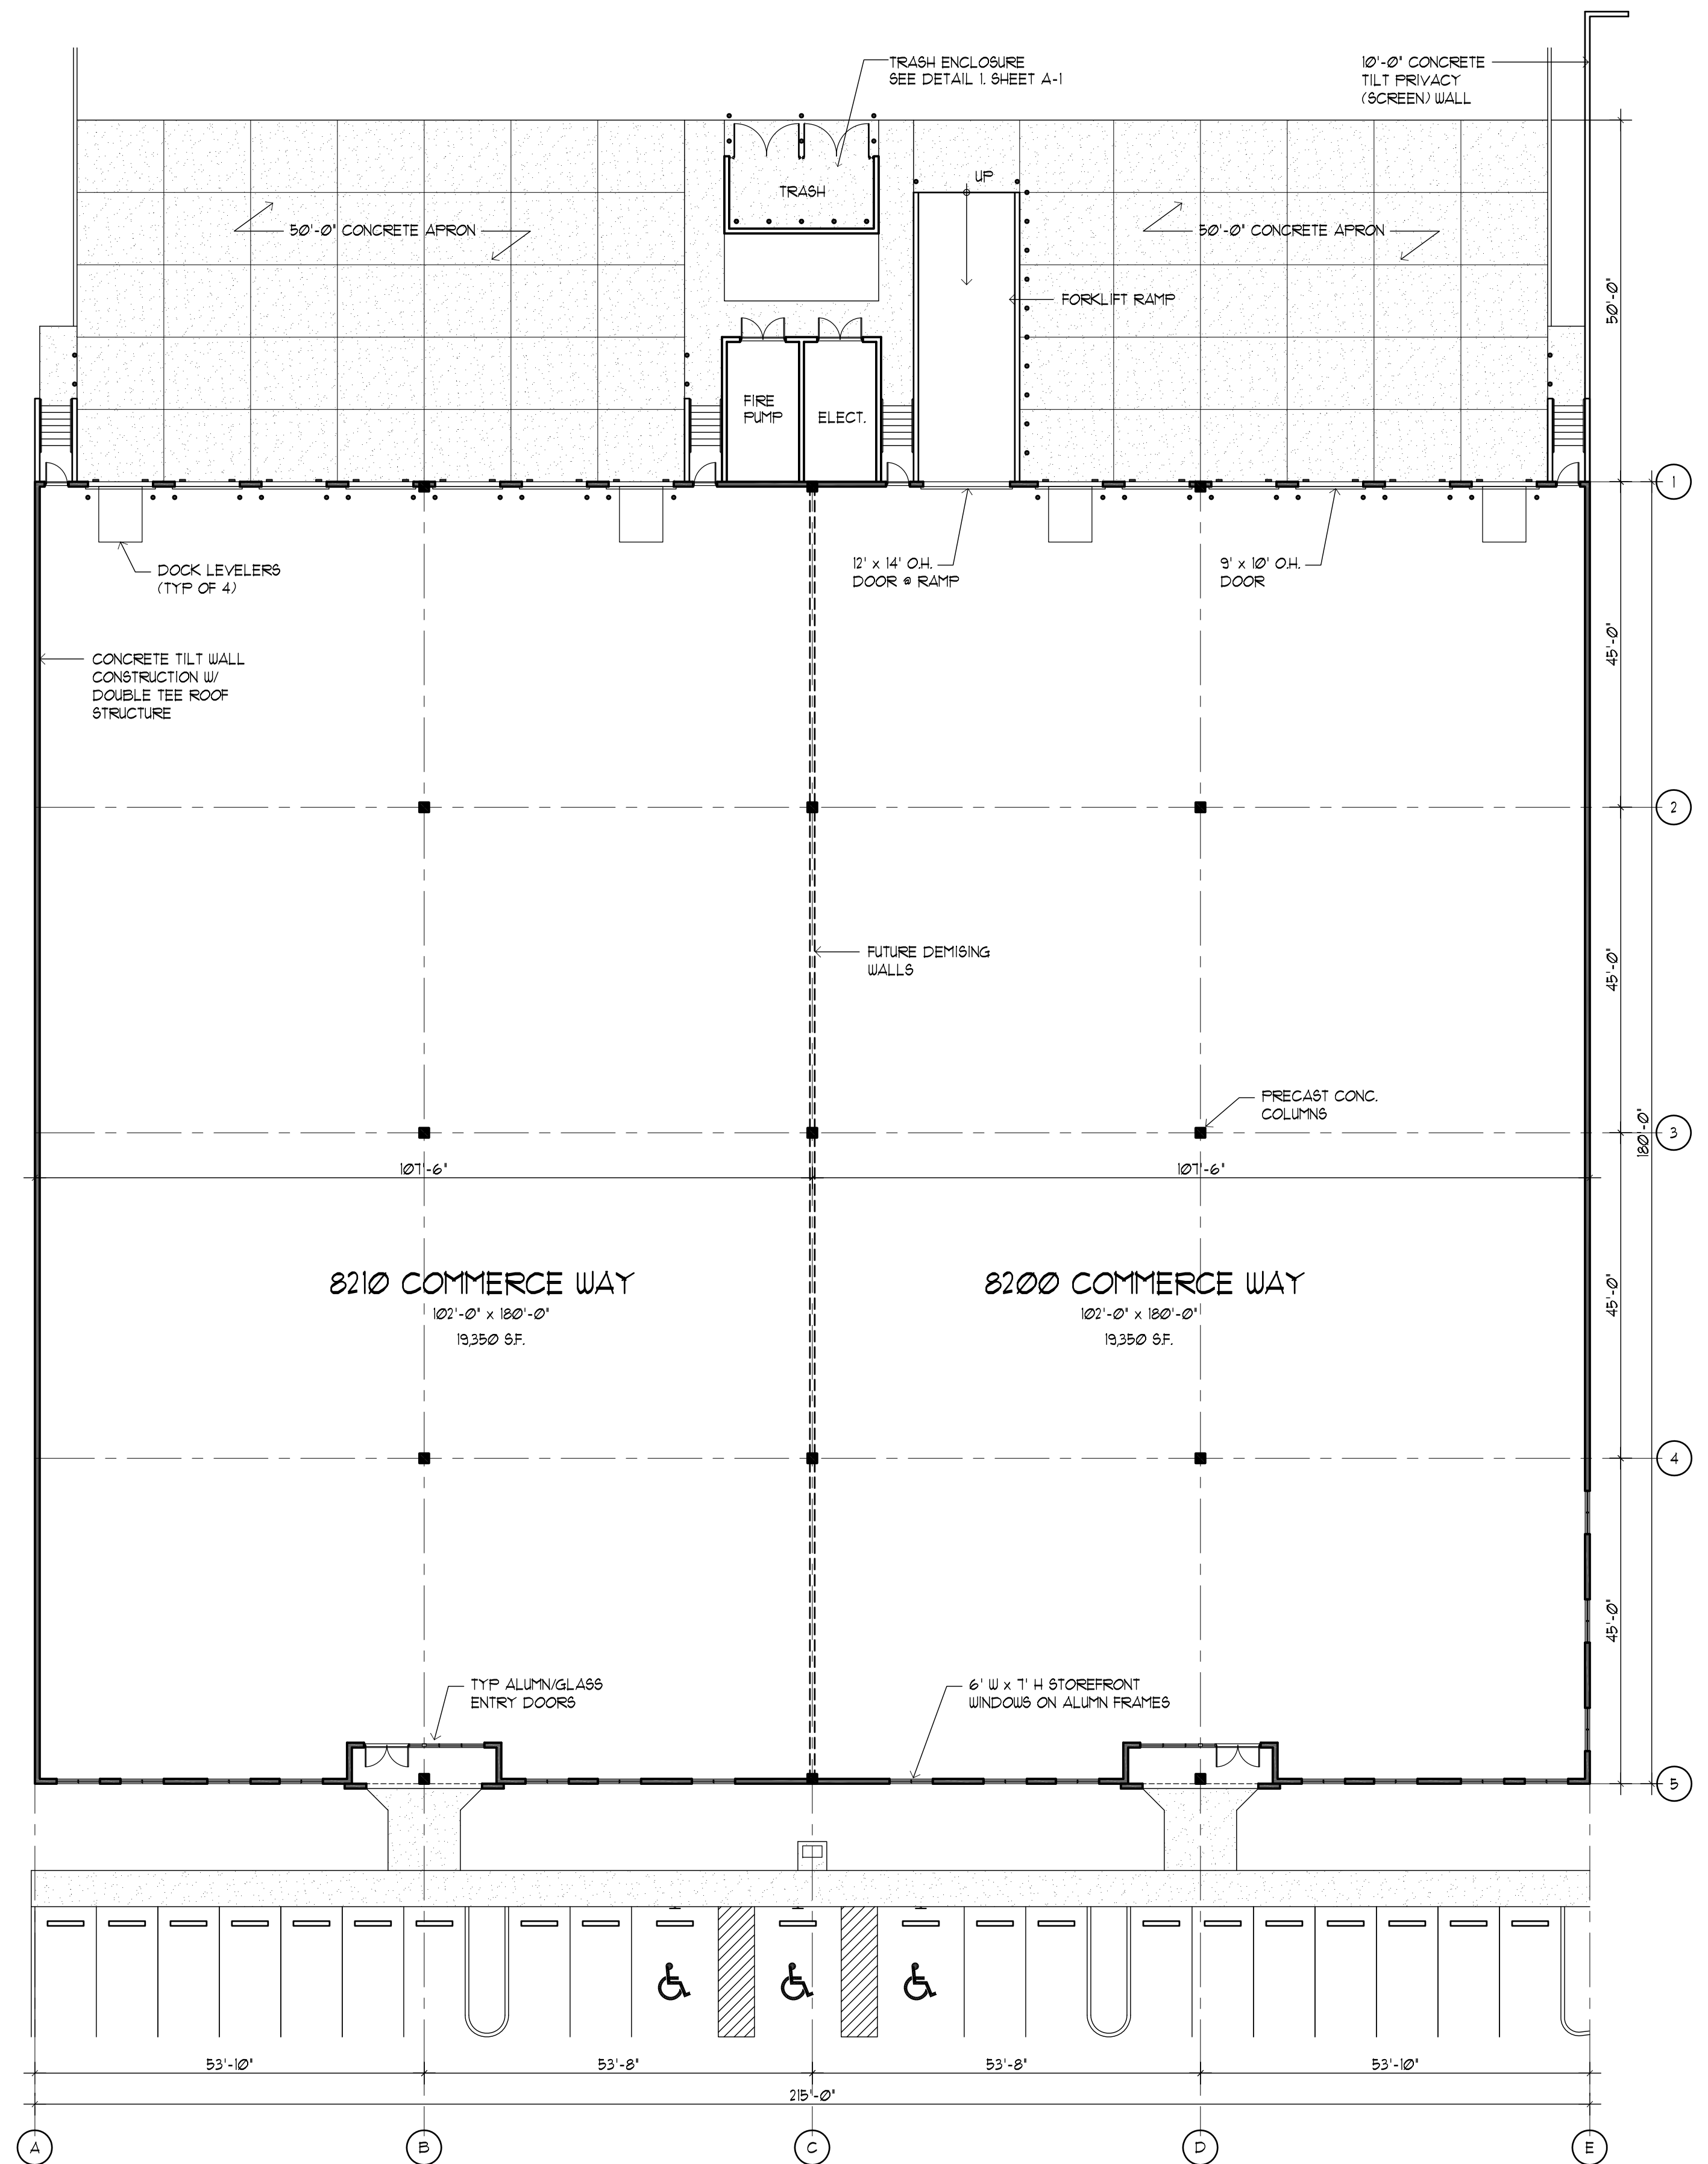 TRASH ENCLOSURE
SEE DETAIL 1. SHEET A-1
10'-0" CONCRETE
TILT PRIVACY
(SCREEN) WALL
UP
TRASH
50'-0" CONCRETE APRON
50'-0" CONCRETE APRON
FORKLIFT RAMP
50'-0"
FIRE
PUMP
ELECT.
1
DOCK LEVELERS
(TYP OF 4)
12' x 14' O.H.
DOOR @ RAMP
9' x 10' O.H.
DOOR
45'-0"
CONCRETE TILT WALL
CONSTRUCTION W/
DOUBLE TEE ROOF
STRUCTURE
2
FUTURE DEMISING
WALLS
45'-0"
PRECAST CONC.
COLUMNS
180'-0"
3
107'-6"
107'-6"
8210 COMMERCE WAY
102'-0" x 180'-0"
19,350 S.F.
8200 COMMERCE WAY
102'-0" x 180'-0"
19,350 S.F.
45'-0"
4
45'-0"
TYP ALUMN/GLASS
ENTRY DOORS
6' W x 7' H STOREFRONT
WINDOWS ON ALUMN FRAMES
5
53'-10"
53'-8"
53'-8"
53'-10"
215'-0"
A
B
C
D
E